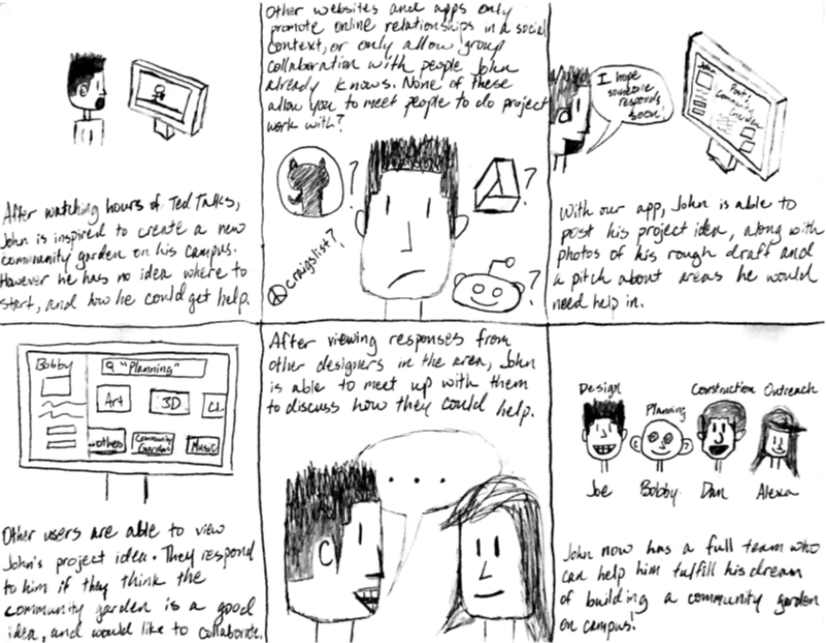 After watching hours of Ted Talks,
John is inspired to create a new
community garden on his campus.
However he has no idea where to
start, and how he could get help.
Other websites and apps only
promote online relationships in a social
context, or only allow group
collaboration with people John
already knows. None of these
allow you to meet people to do project
work with?
?
?
craigslist?
?
I hope
someone
responds
soon!
John
Post:
Community
Garden
With our app, John is able to
post his project idea, along with
photos of his rough draft and
a pitch about areas he would
need help in.
Bobby
"Planning"
Art
3D
Cl
othes
Community
Garden
Music
Other users are able to view
John's project idea. They respond
to him if they think the
community garden is a good
idea, and would like to collaborate.
After viewing responses from
other designers in the area, John
is able to meet up with them
to discuss how they could help.
...
Design
Planning
Construction
Outreach
Joe
Bobby
Dan
Alexa
John now has a full team who
can help him fulfill his dream
of building a community garden
on campus!